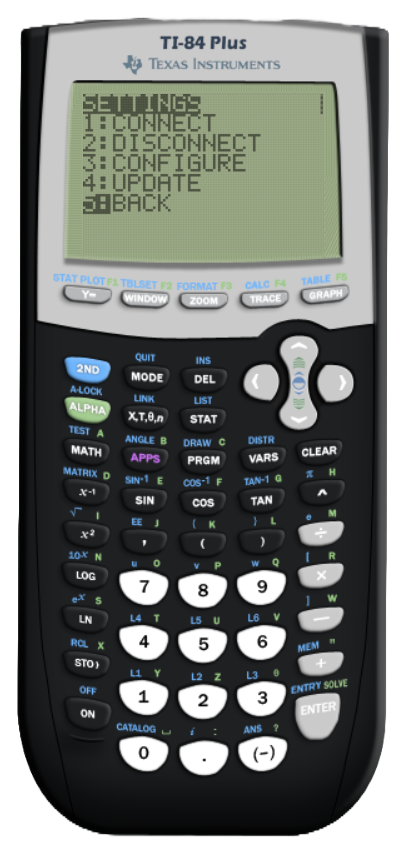 TI-84 Plus
TEXAS INSTRUMENTS
SETTINGS
1:CONNECT
2:DISCONNECT
3:CONFIGURE
4:UPDATE
5:BACK
STAT PLOT F1 TBLSET F2 FORMAT F3 CALC F4 TABLE F5
Y= WINDOW ZOOM TRACE GRAPH
QUIT INS
2ND MODE DEL
A-LOCK LINK LIST
ALPHA X,T,θ,n STAT
TEST A ANGLE B DRAW C DISTR
MATH APPS PRGM VARS CLEAR
MATRIX D SIN⁻¹ E COS⁻¹ F TAN⁻¹ G π H
x⁻¹ SIN COS TAN ^
√ I EE J { K } L e M
x² , ( ) ÷
10ˣ N u O v P w Q [ R
LOG 7 8 9 ×
eˣ S L4 T L5 U L6 V ] W
LN 4 5 6 −
RCL X L1 Y L2 Z L3 θ MEM "
STO› 1 2 3 +
OFF ENTRY SOLVE
ON ENTER
CATALOG ␣ i : ANS ?
0 . (-)